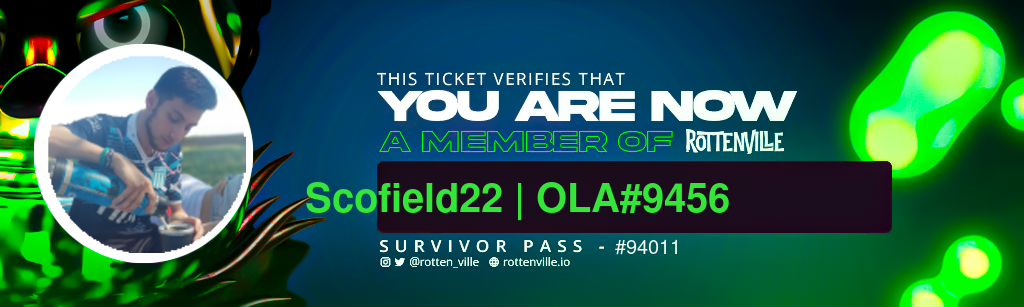 THIS TICKET VERIFIES THAT
YOU ARE NOW
A MEMBER OF ROTTENVILLE
Scofield22 | OLA#9456
SURVIVOR PASS - #94011
@rotten_ville rottenville.io